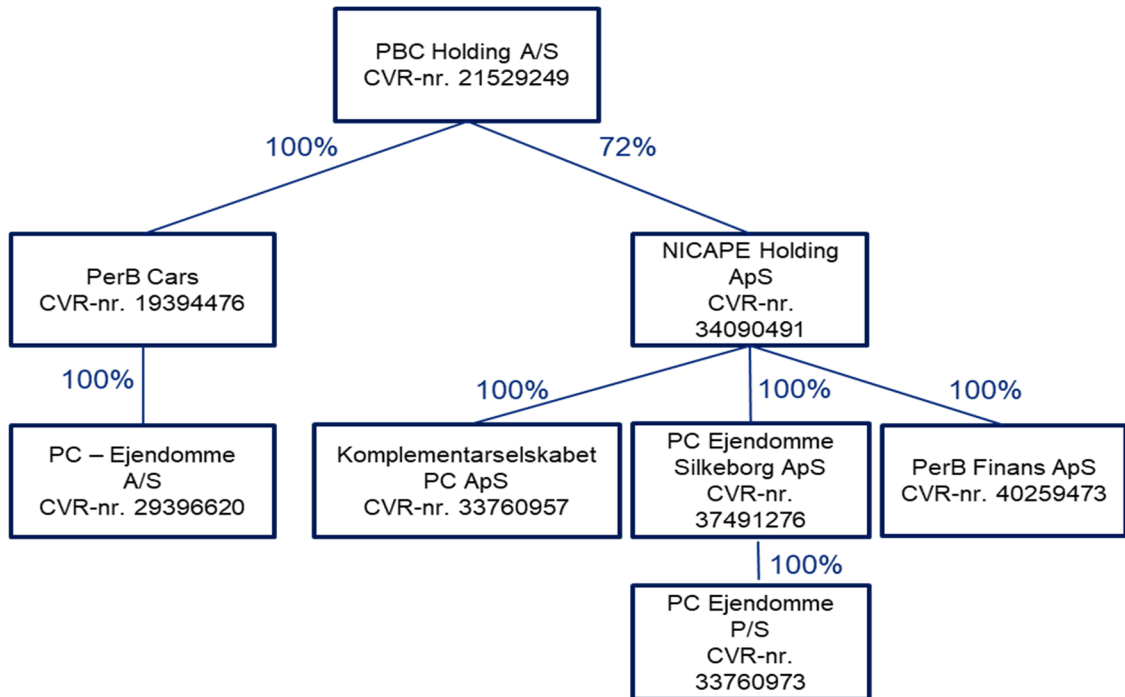 PBC Holding A/S
CVR-nr. 21529249
100%
72%
PerB Cars
CVR-nr. 19394476
NICAPE Holding
ApS
CVR-nr.
34090491
100%
100%
100%
100%
PC – Ejendomme
A/S
CVR-nr. 29396620
Komplementarselskabet
PC ApS
CVR-nr. 33760957
PC Ejendomme
Silkeborg ApS
CVR-nr.
37491276
PerB Finans ApS
CVR-nr. 40259473
100%
PC Ejendomme
P/S
CVR-nr.
33760973